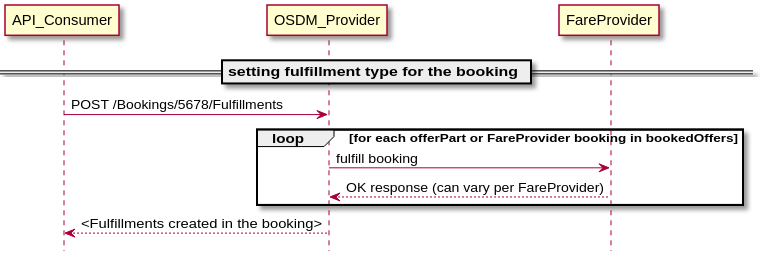 API_Consumer
OSDM_Provider
FareProvider
setting fulfillment type for the booking
POST /Bookings/5678/Fulfillments
loop
[for each offerPart or FareProvider booking in bookedOffers]
fulfill booking
OK response (can vary per FareProvider)
<Fulfillments created in the booking>